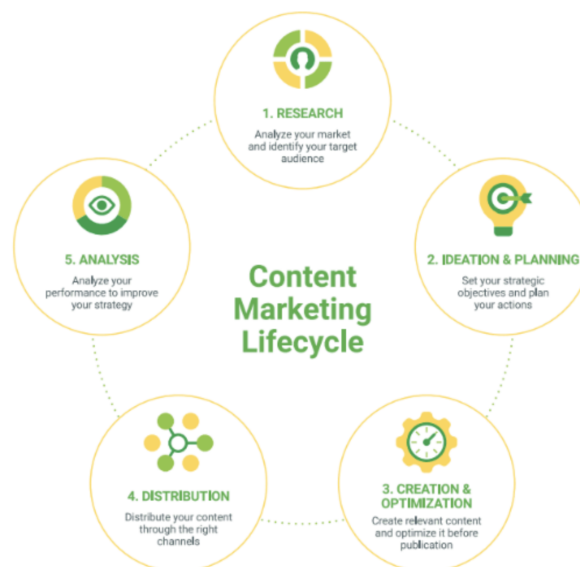 1. RESEARCH
Analyze your market
and identify your target
audience
2. IDEATION & PLANNING
Set your strategic
objectives and plan
your actions
3. CREATION &
OPTIMIZATION
Create relevant content
and optimize it before
publication
4. DISTRIBUTION
Distribute your content
through the right
channels
5. ANALYSIS
Analyze your
performance to improve
your strategy
Content
Marketing
Lifecycle